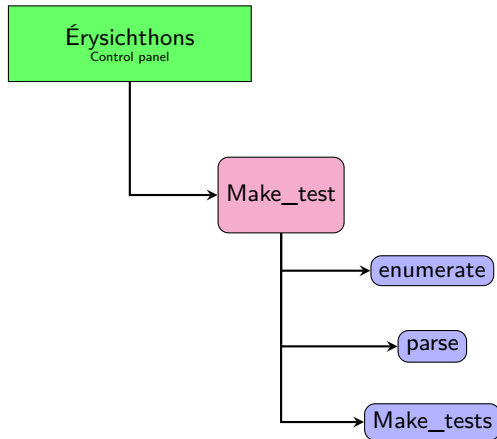 Érysichthons
Control panel
Make_test
enumerate
parse
Make_tests